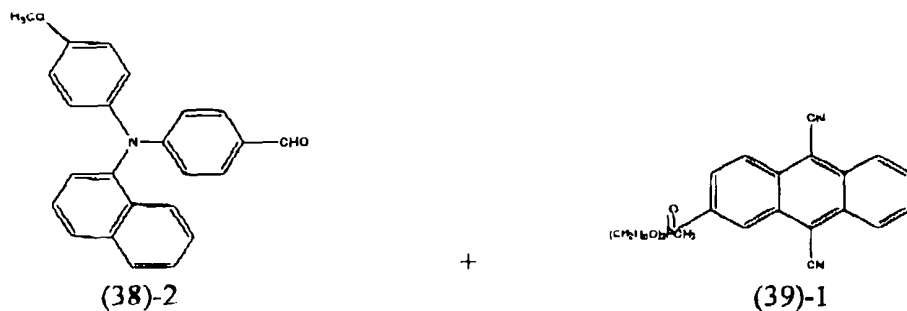 H₃CO
N
CHO
CN
O
CN
(38)-2
+
(39)-1